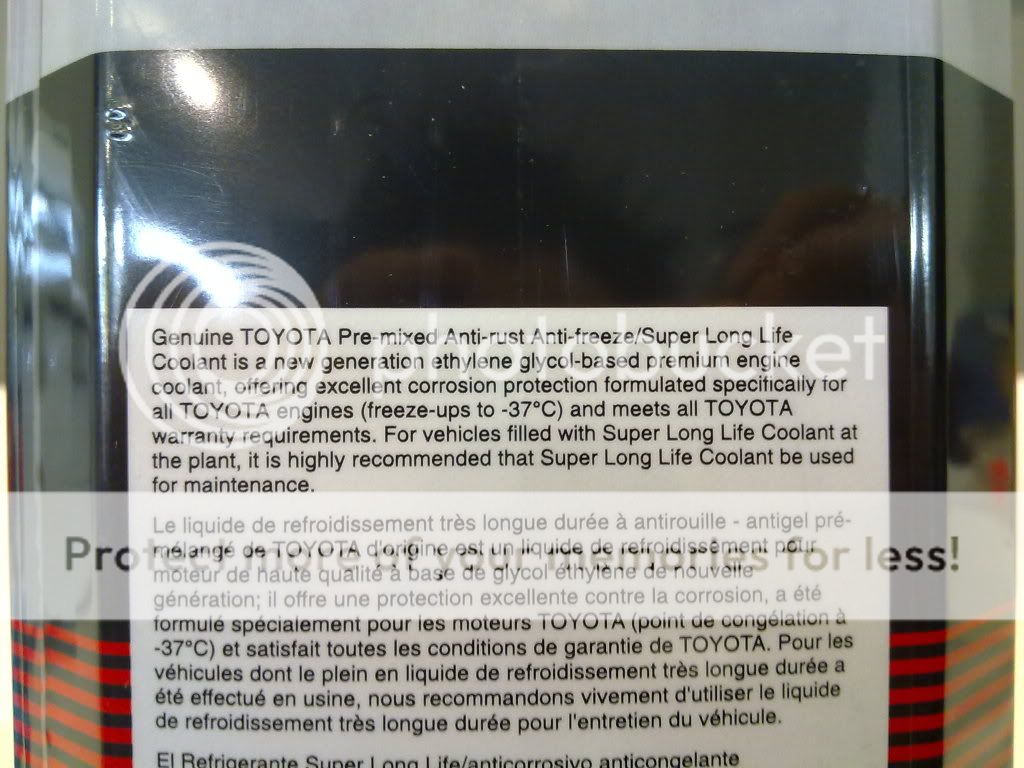 Genuine TOYOTA Pre-mixed Anti-rust Anti-freeze/Super Long Life
Coolant is a new generation ethylene glycol-based premium engine
coolant, offering excellent corrosion protection formulated specifically for
all TOYOTA engines (freeze-ups to -37°C) and meets all TOYOTA
warranty requirements. For vehicles filled with Super Long Life Coolant at
the plant, it is highly recommended that Super Long Life Coolant be used
for maintenance.
Le liquide de refroidissement très longue durée à antirouille - antigel pré-
mélangé de TOYOTA d'origine est un liquide de refroidissement pour
moteur de haute qualité à base de glycol éthylène de nouvelle
génération; il offre une protection excellente contre la corrosion, a été
formulé spécialement pour les moteurs TOYOTA (point de congélation à
-37°C) et satisfait toutes les conditions de garantie de TOYOTA. Pour les
véhicules dont le plein en liquide de refroidissement très longue durée a
été effectué en usine, nous recommandons vivement d'utiliser le liquide
de refroidissement très longue durée pour l'entretien du véhicule.
El Refrigerante Super Long Life/anticorrosivo anticongelante
photobucket
Protect more of your memories for less!